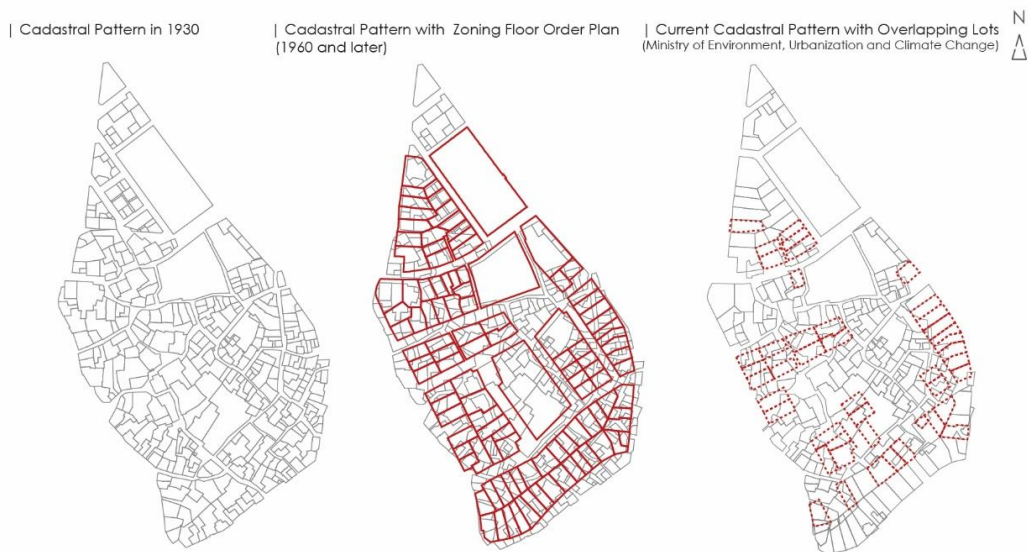 | Cadastral Pattern in 1930
| Cadastral Pattern with Zoning Floor Order Plan
(1960 and later)
| Current Cadastral Pattern with Overlapping Lots
(Ministry of Environment, Urbanization and Climate Change)
N